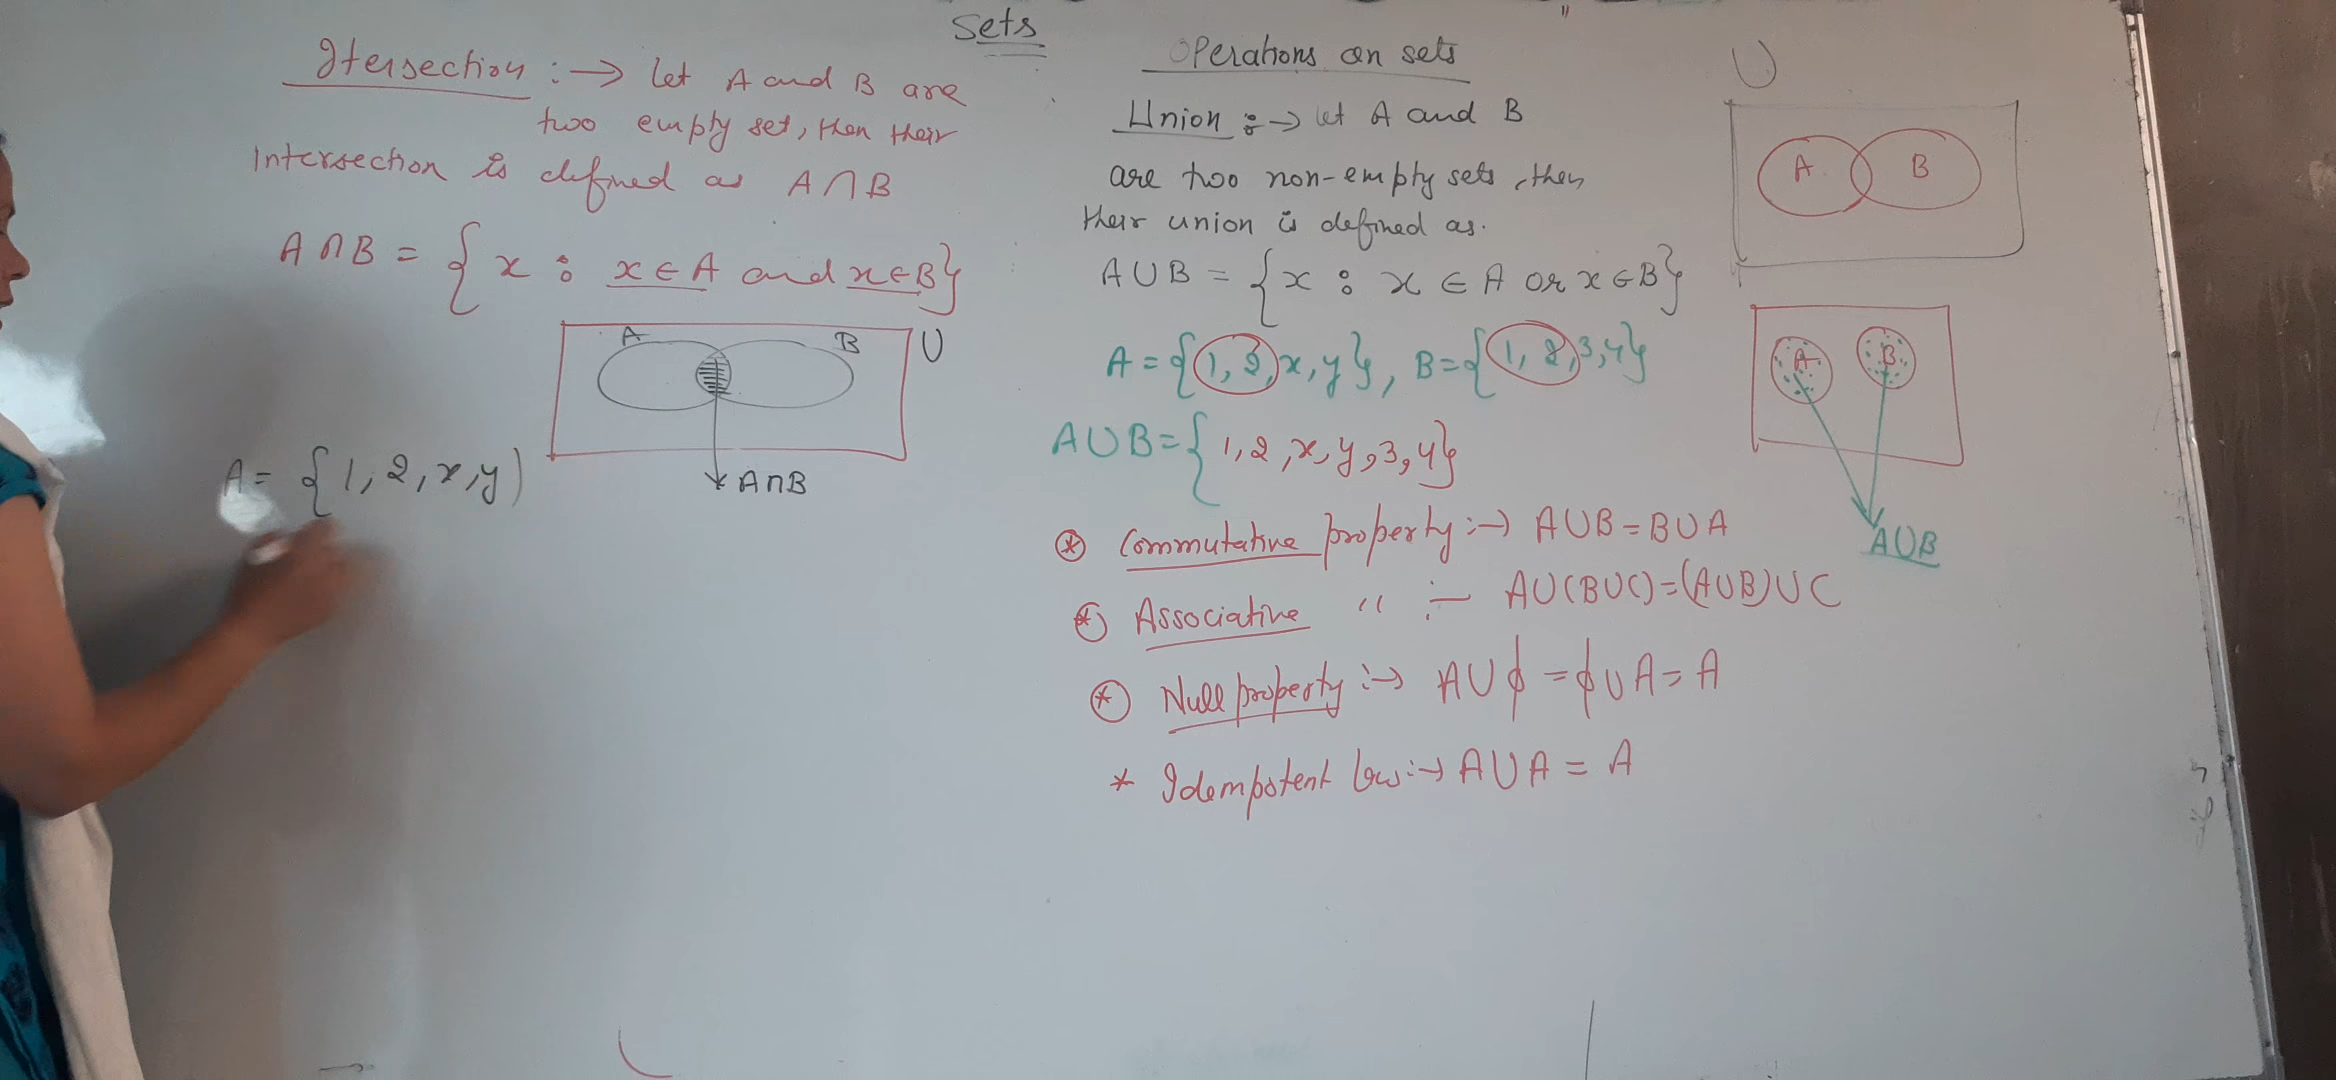 Sets
Itersection :→ let A and B are
two empty set, then their
Intersection is defined as A∩B
A∩B = { x : x ∈ A and x ∈ B}
A B U
A∩B
A = {1, 2, x, y)
Operations on sets
Union :→ let A and B
are two non-empty sets, then
their union is defined as.
A∪B = { x : x ∈ A or x ∈ B}
A = {1, 2, x, y}, B = {1, 2, 3, 4}
A∪B = {1, 2, x, y, 3, 4}
* Commutative property :→ A∪B = B∪A
* Associative " :- A∪(B∪C) = (A∪B)∪C
* Null property :→ A∪ϕ = ϕ∪A = A
* Idempotent law :→ A∪A = A
U
A B
A B
A∪B